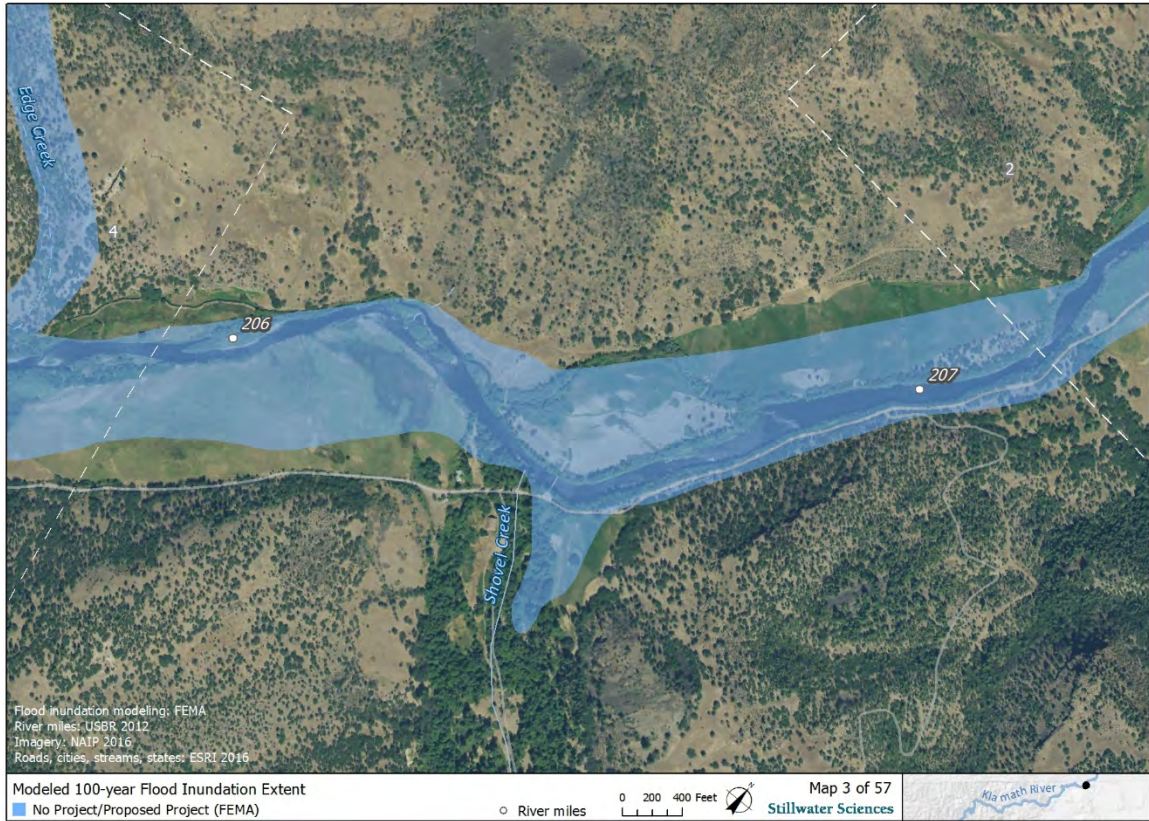 Edge Creek
2
4
206
207
Shovel Creek
Flood inundation modeling: FEMA
River miles: USBR 2012
Imagery: NAIP 2016
Roads, cities, streams, states: ESRI 2016
Modeled 100-year Flood Inundation Extent
No Project/Proposed Project (FEMA)
River miles
0 200 400 Feet
Map 3 of 57
Stillwater Sciences
Klamath River